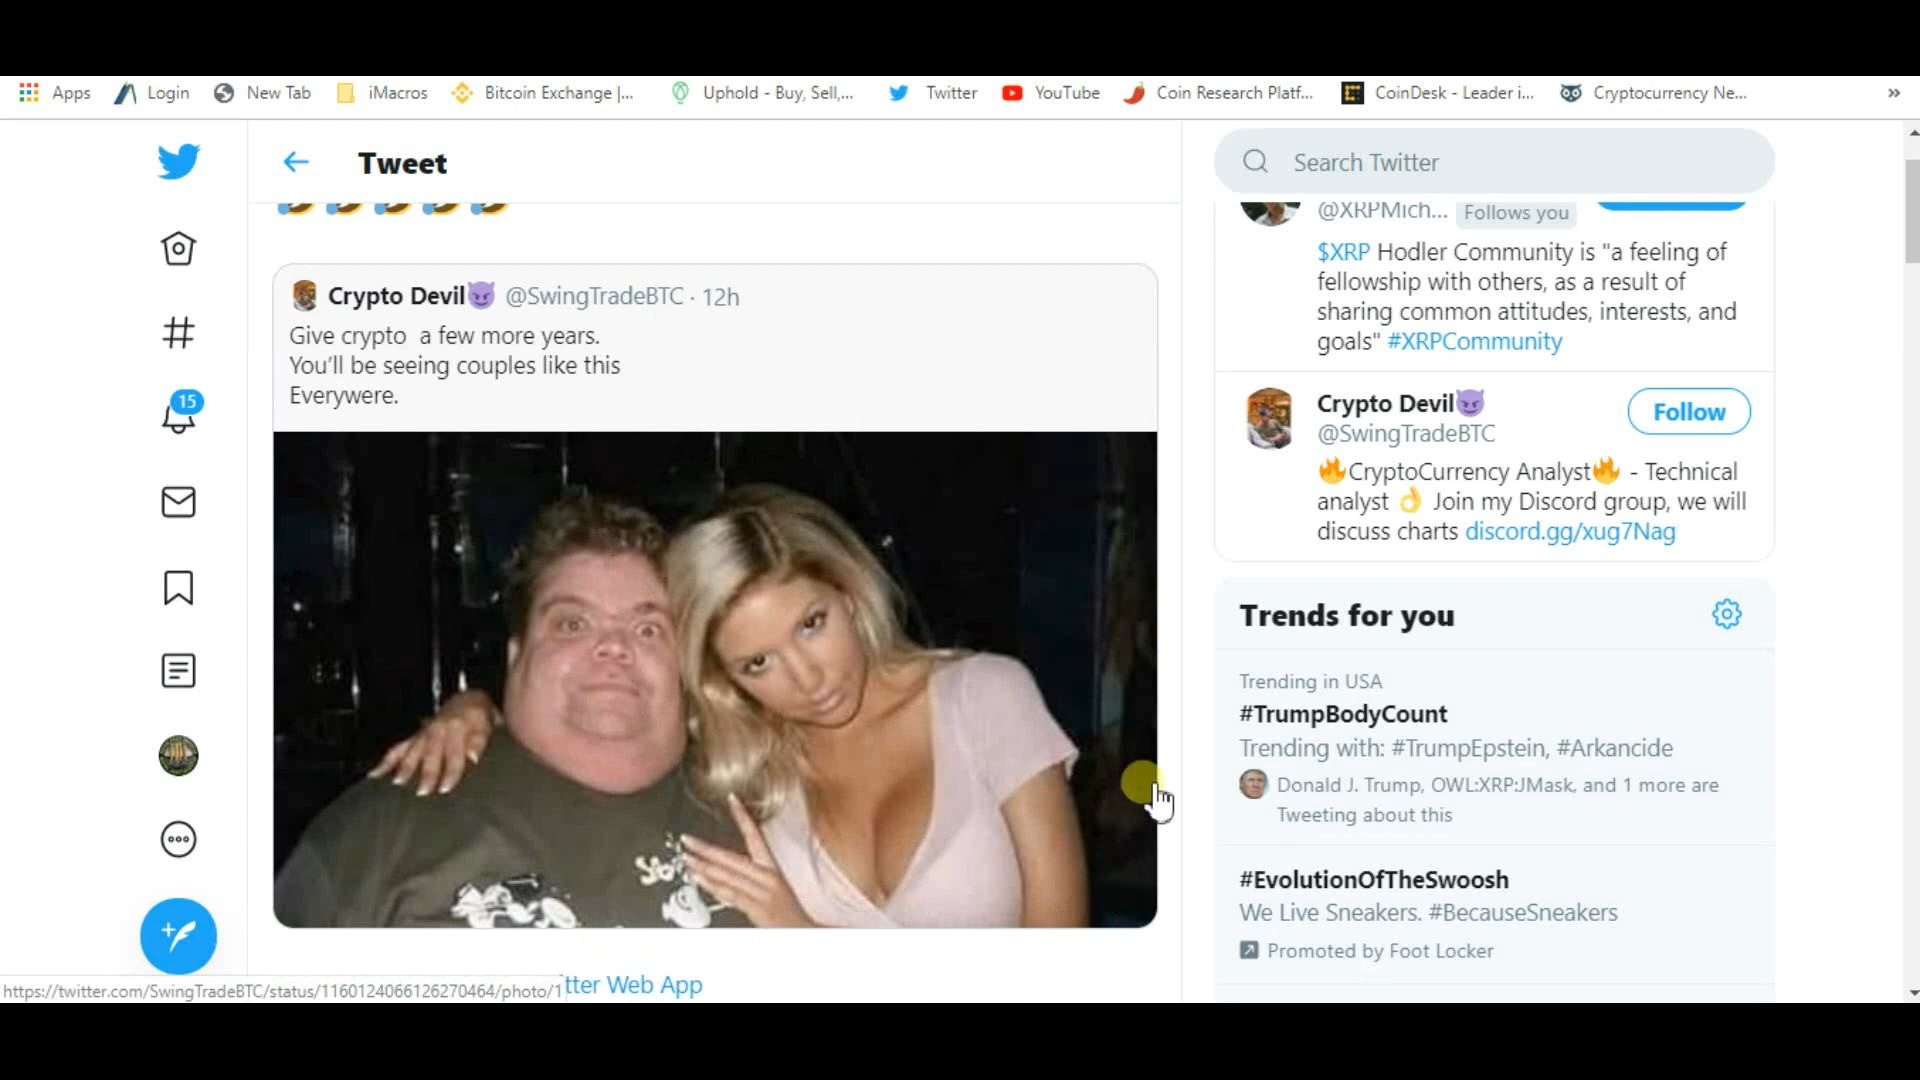 Apps
Login
New Tab
iMacros
Bitcoin Exchange |...
Uphold - Buy, Sell,...
Twitter
YouTube
Coin Research Platf...
CoinDesk - Leader i...
Cryptocurrency Ne...
»
Tweet
Search Twitter
15
Crypto Devil😈 @SwingTradeBTC · 12h
Give crypto a few more years.
You'll be seeing couples like this
Everywere.
https://twitter.com/SwingTradeBTC/status/1160124066126270464/photo/1
tter Web App
@XRPMich... Follows you
$XRP Hodler Community is "a feeling of
fellowship with others, as a result of
sharing common attitudes, interests, and
goals" #XRPCommunity
Crypto Devil😈
@SwingTradeBTC
Follow
🔥CryptoCurrency Analyst🔥 - Technical
analyst 👌 Join my Discord group, we will
discuss charts discord.gg/xug7Nag
Trends for you
Trending in USA
#TrumpBodyCount
Trending with: #TrumpEpstein, #Arkancide
Donald J. Trump, OWL:XRP:JMask, and 1 more are
Tweeting about this
#EvolutionOfTheSwoosh
We Live Sneakers. #BecauseSneakers
Promoted by Foot Locker